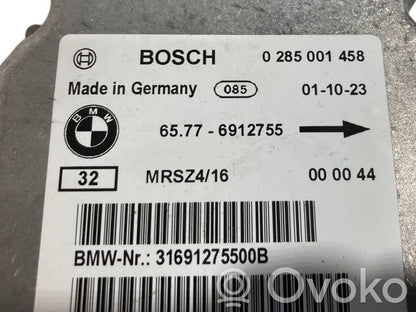 BOSCH 0 285 001 458
Made in Germany 085 01-10-23
BMW
65.77 - 6912755
32 MRSZ4/16 00 00 44
BMW-Nr.: 31691275500B
Ovoko